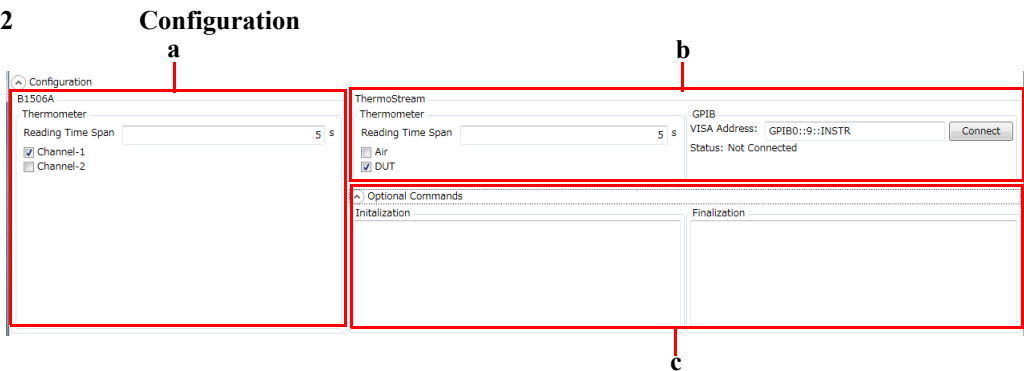 2 Configuration
a b
Configuration
B1506A
Thermometer
Reading Time Span 5 s
Channel-1
Channel-2
ThermoStream
Thermometer
Reading Time Span 5 s
Air
DUT
GPIB
VISA Address: GPIB0::9::INSTR Connect
Status: Not Connected
Optional Commands
Initalization
Finalization
c